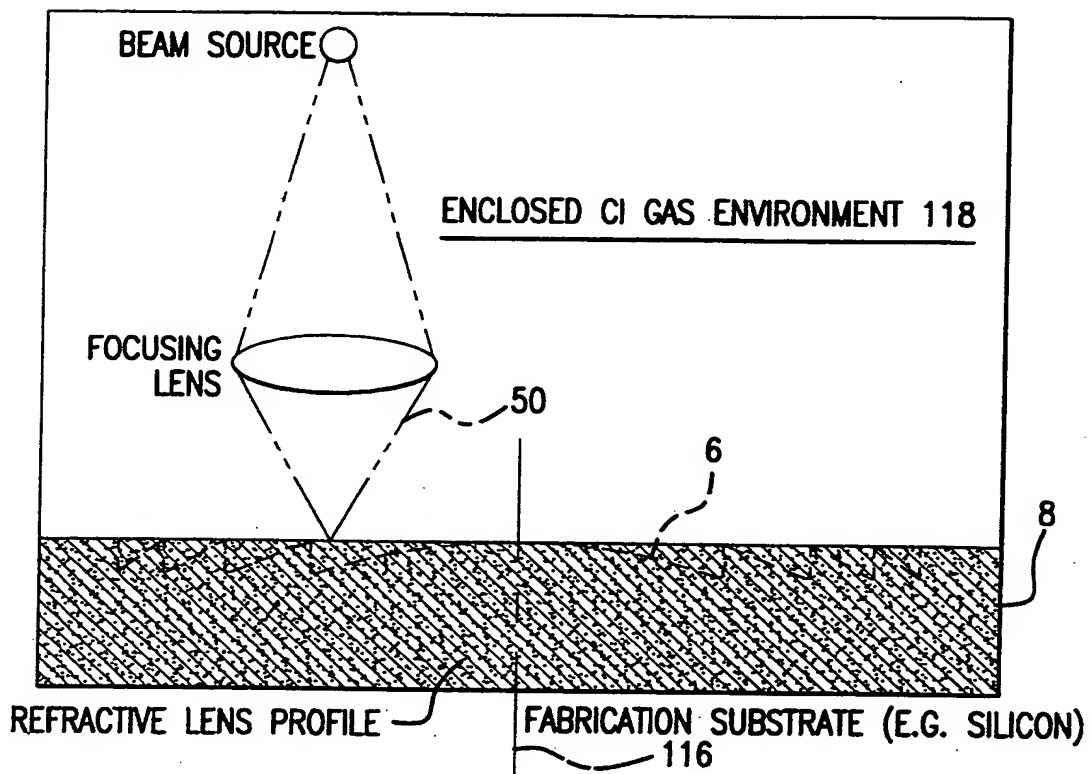 BEAM SOURCE
ENCLOSED Cl GAS ENVIRONMENT 118
FOCUSING
LENS
50
6
8
REFRACTIVE LENS PROFILE
FABRICATION SUBSTRATE (E.G. SILICON)
116